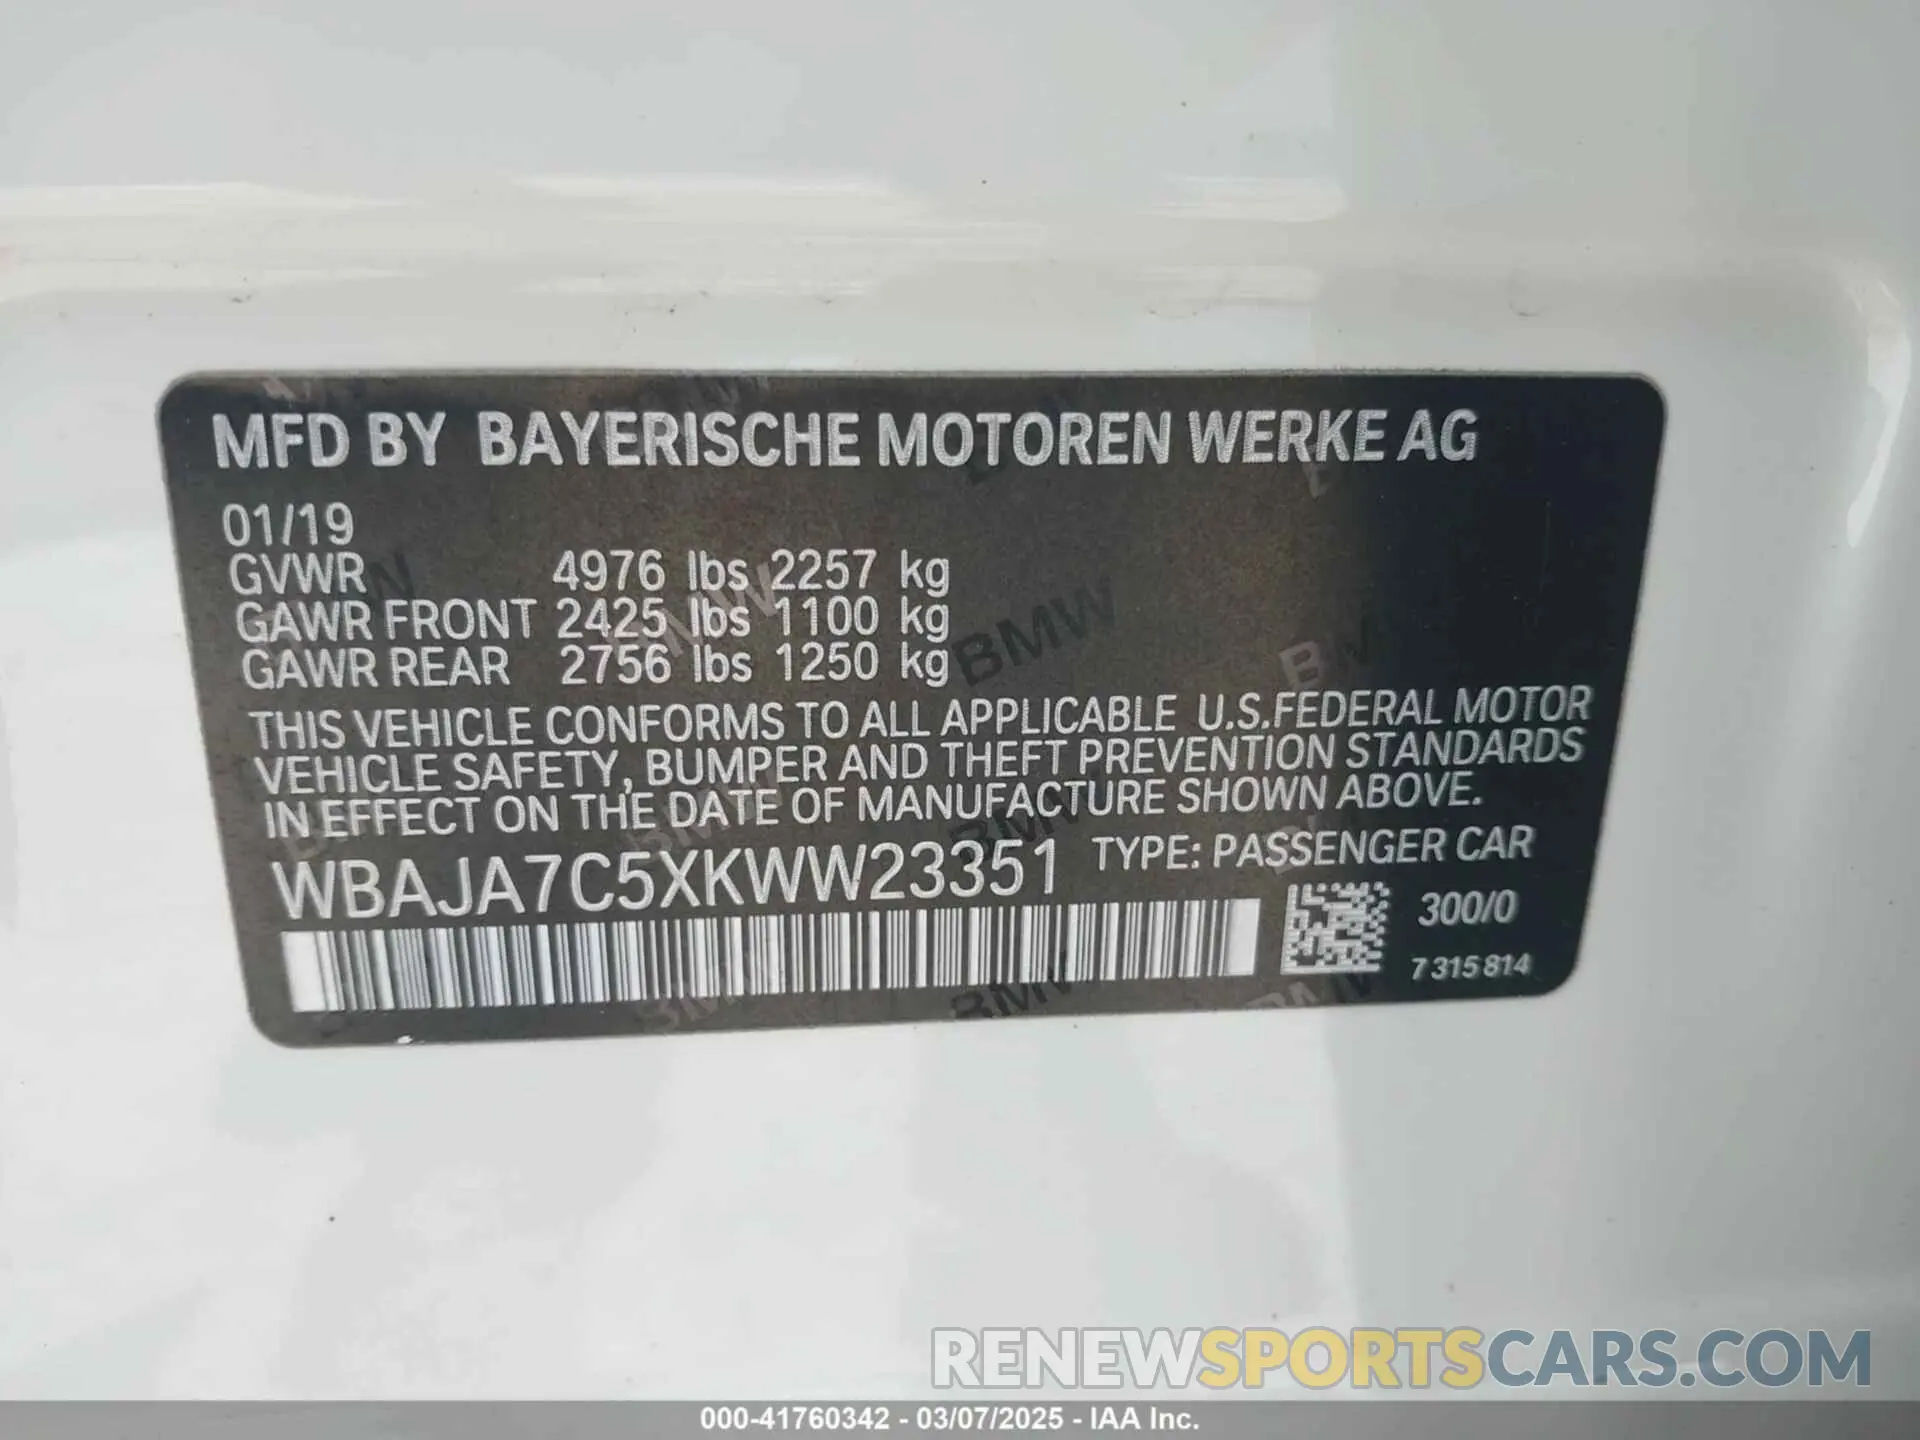 MFD BY BAYERISCHE MOTOREN WERKE AG
01/19
GVWR 4976 lbs 2257 kg
GAWR FRONT 2425 lbs 1100 kg
GAWR REAR 2756 lbs 1250 kg
THIS VEHICLE CONFORMS TO ALL APPLICABLE U.S.FEDERAL MOTOR
VEHICLE SAFETY, BUMPER AND THEFT PREVENTION STANDARDS
IN EFFECT ON THE DATE OF MANUFACTURE SHOWN ABOVE.
WBAJA7C5XKWW23351 TYPE: PASSENGER CAR
300/0
7315814
RENEWSPORTSCARS.COM
000-41760342 - 03/07/2025 - IAA Inc.